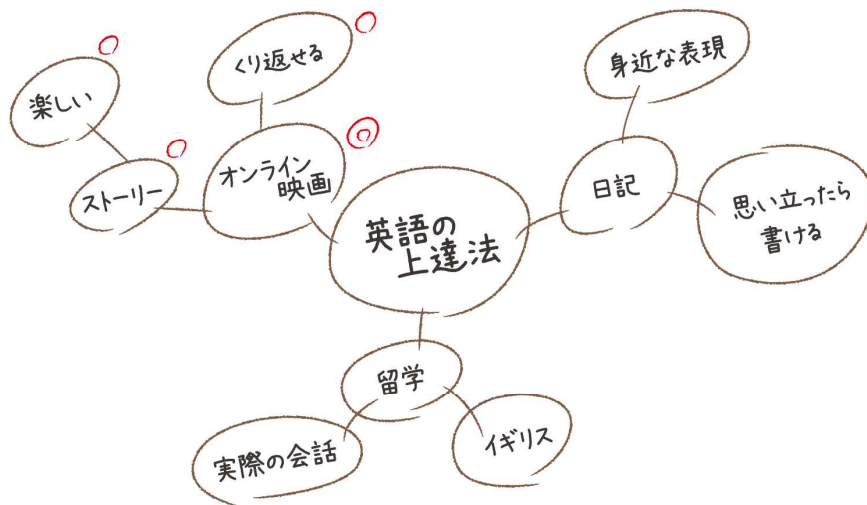 くり返せる
楽しい
ストーリー
オンライン
映画
英語の
上達法
身近な表現
日記
思い立ったら
書ける
留学
実際の会話
イギリス